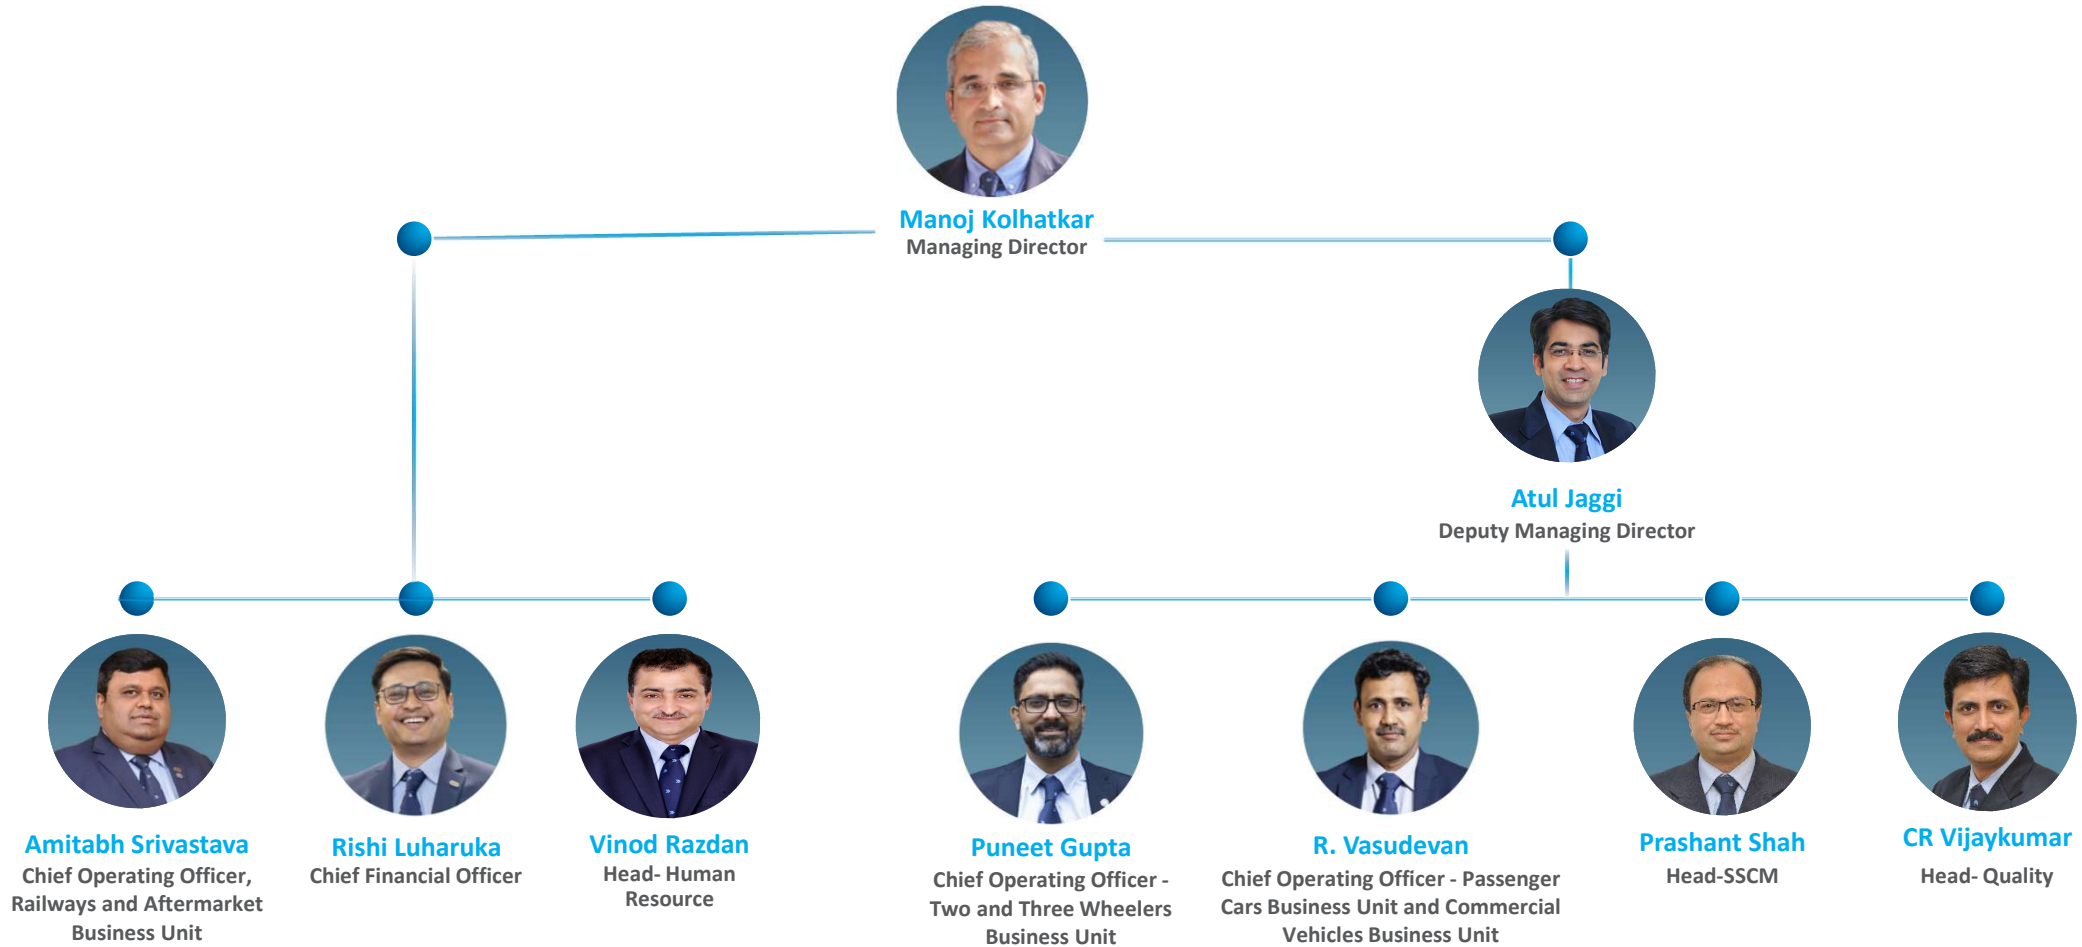 Manoj Kolhatkar
Managing Director
Atul Jaggi
Deputy Managing Director
Amitabh Srivastava
Chief Operating Officer,
Railways and Aftermarket
Business Unit
Rishi Luharuka
Chief Financial Officer
Vinod Razdan
Head- Human
Resource
Puneet Gupta
Chief Operating Officer -
Two and Three Wheelers
Business Unit
R. Vasudevan
Chief Operating Officer - Passenger
Cars Business Unit and Commercial
Vehicles Business Unit
Prashant Shah
Head-SSCM
CR Vijaykumar
Head- Quality